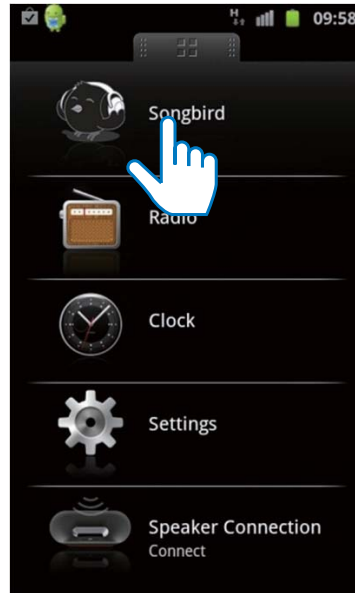 H
09:58
Songbird
Radio
Clock
Settings
Speaker Connection
Connect